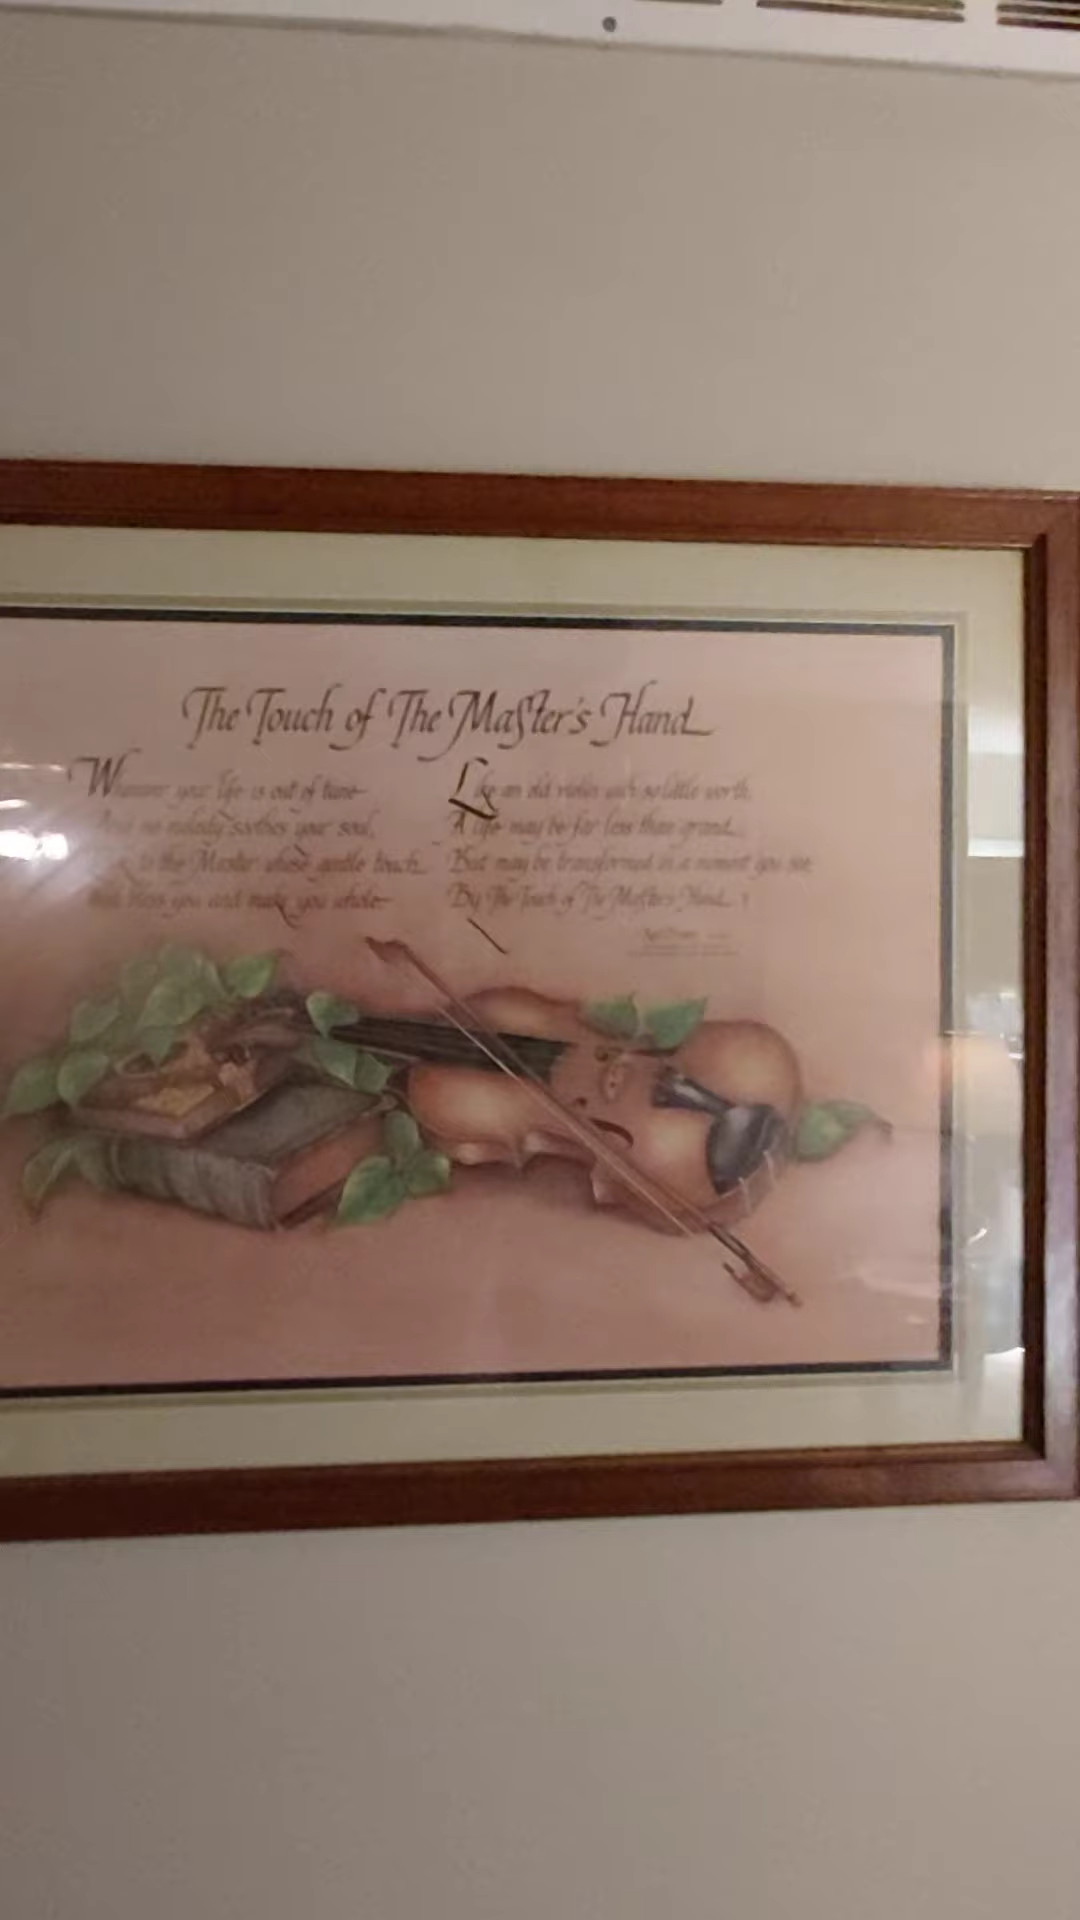 The Touch of The Master's Hand
Whenever your life is out of tune
And no melody soothes your soul,
to the Master whose gentle touch
bless you and make you whole
Like an old violin with so little worth
A life may be far less than grand
But may be transformed in a moment you see
By The Touch of The Master's Hand